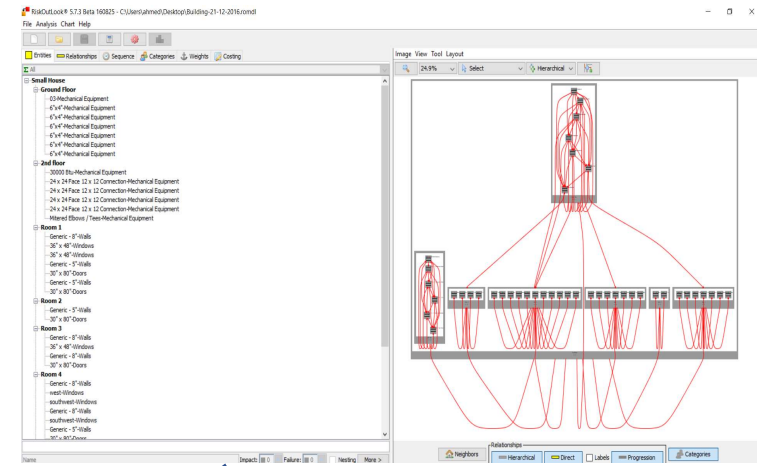 RiskOutLook® 5.7.3 Beta 160825 - C:\Users\ahmed\Desktop\Building-21-12-2016.romdl
File Analysis Chart Help
Entities Relationships Sequence Categories Weights Costing
Σ All
Small House
Ground Floor
03-Mechanical Equipment
6"x4"-Mechanical Equipment
6"x4"-Mechanical Equipment
6"x4"-Mechanical Equipment
6"x4"-Mechanical Equipment
6"x4"-Mechanical Equipment
2nd floor
30000 Btu-Mechanical Equipment
24 x 24 Face 12 x 12 Connection-Mechanical Equipment
24 x 24 Face 12 x 12 Connection-Mechanical Equipment
24 x 24 Face 12 x 12 Connection-Mechanical Equipment
24 x 24 Face 12 x 12 Connection-Mechanical Equipment
Mitered Elbows / Tees-Mechanical Equipment
Room 1
Generic - 8"-Walls
36" x 48"-Windows
36" x 48"-Windows
Generic - 5"-Walls
Generic - 8"-Walls
30" x 80"-Doors
Room 2
Generic - 5"-Walls
30" x 80"-Doors
Room 3
Generic - 8"-Walls
36" x 48"-Windows
Generic - 8"-Walls
30" x 80"-Doors
Room 4
Generic - 8"-Walls
west-Windows
southwest-Windows
Generic - 8"-Walls
southwest-Windows
Generic - 5"-Walls
30" x 80"-Doors
Name Impact: 0 Failure: 0 Nesting More >
Image View Tool Layout
24.9% Select Hierarchical
Neighbors
Relationships
Hierarchical Direct Labels Progression
Categories